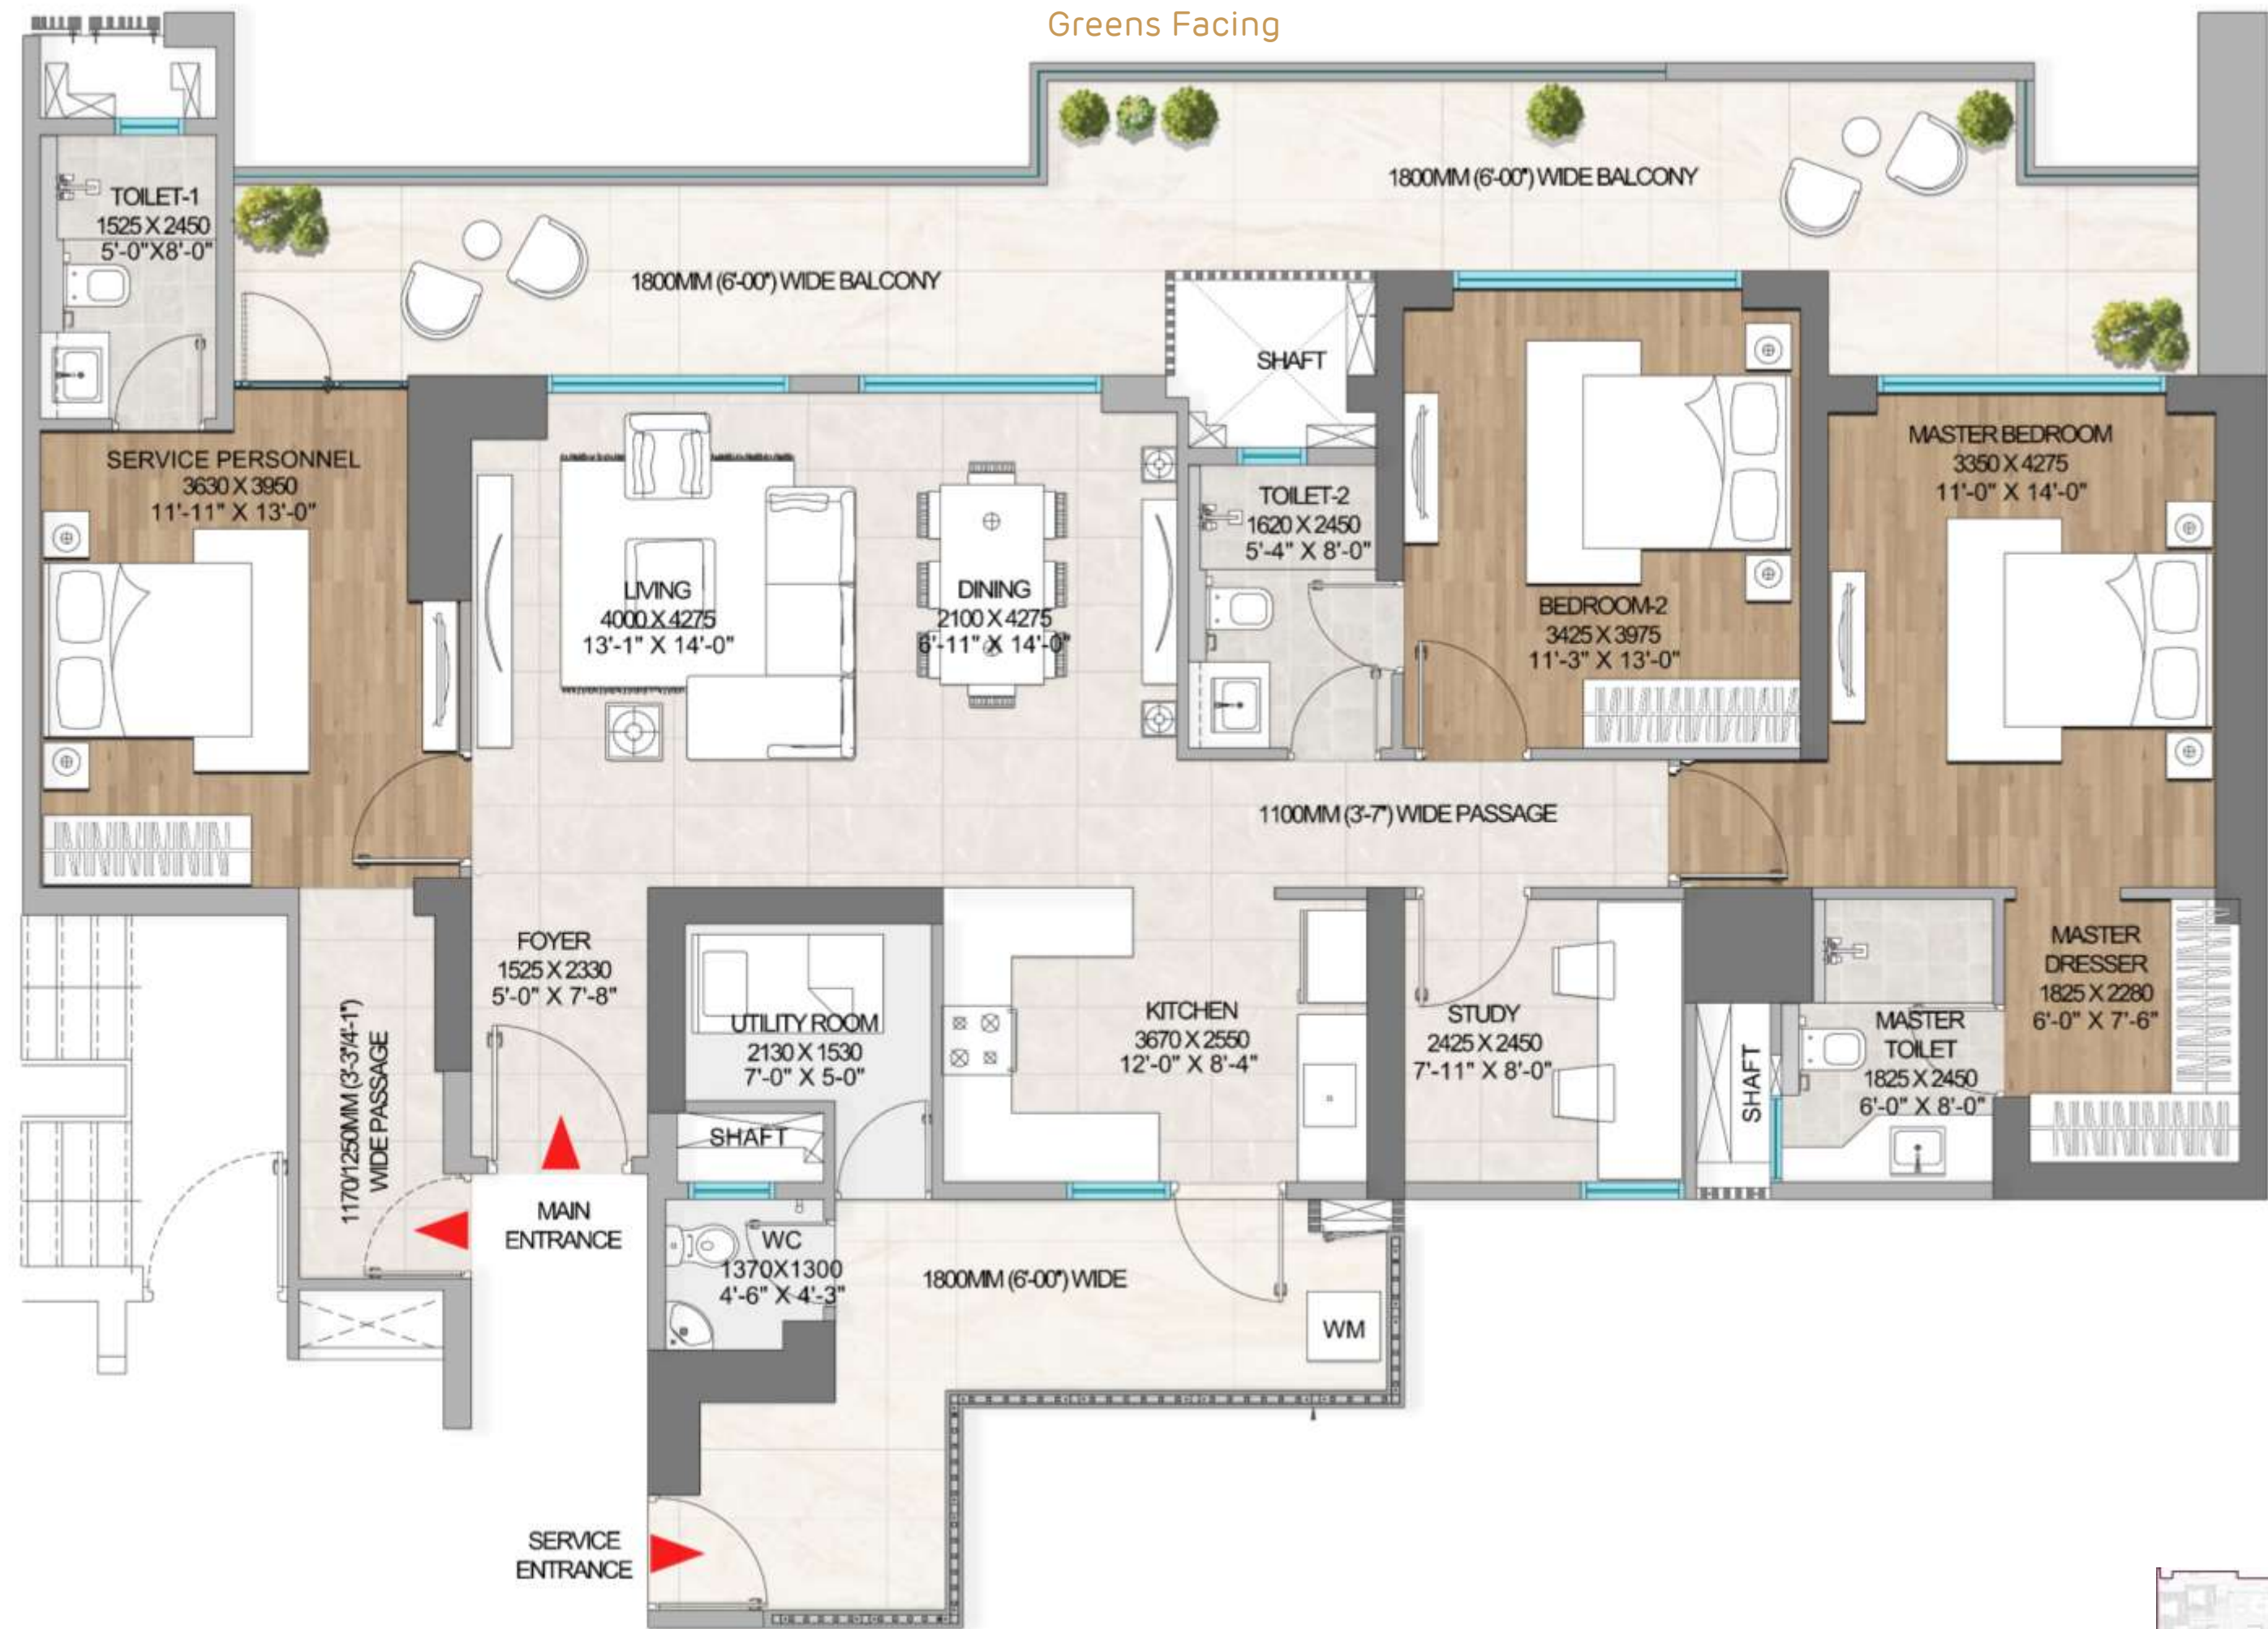 Greens Facing
1800MM (6'-00") WIDE BALCONY
TOILET-1
1525 X 2450
5'-0"X8'-0"
1800MM (6'-00") WIDE BALCONY
SHAFT
SERVICE PERSONNEL
3630 X 3950
11'-11" X 13'-0"
MASTER BEDROOM
3350 X 4275
11'-0" X 14'-0"
TOILET-2
1620 X 2450
5'-4" X 8'-0"
LIVING
4000 X 4275
13'-1" X 14'-0"
DINING
2100 X 4275
6'-11" X 14'-0"
BEDROOM-2
3425 X 3975
11'-3" X 13'-0"
1100MM (3'-7") WIDE PASSAGE
FOYER
1525 X 2330
5'-0" X 7'-8"
UTILITY ROOM
2130 X 1530
7'-0" X 5-0"
KITCHEN
3670 X 2550
12'-0" X 8'-4"
STUDY
2425 X 2450
7'-11" X 8'-0"
MASTER
DRESSER
1825 X 2280
6'-0" X 7'-6"
MASTER
TOILET
1825 X 2450
6'-0" X 8'-0"
SHAFT
1170/1250MM (3'-3"/4'-1")
WIDE PASSAGE
SHAFT
MAIN
ENTRANCE
WC
1370X1300
4'-6" X 4'-3"
1800MM (6'-00") WIDE
WM
SERVICE
ENTRANCE